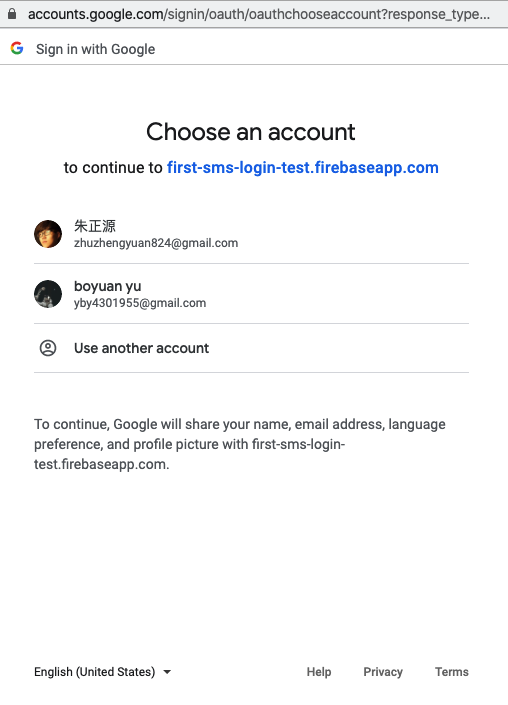 accounts.google.com/signin/oauth/oauthchooseaccount?response_type...
Sign in with Google
Choose an account
to continue to first-sms-login-test.firebaseapp.com
朱正源
zhuzhengyuan824@gmail.com
boyuan yu
yby4301955@gmail.com
Use another account
To continue, Google will share your name, email address, language
preference, and profile picture with first-sms-login-
test.firebaseapp.com.
English (United States) Help Privacy Terms